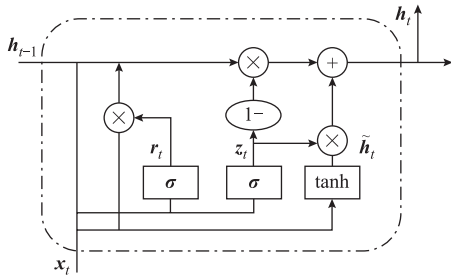 h_t
h_{t−1}
× +
1−
× ×
r_t z_t h̃_t
σ σ tanh
x_t